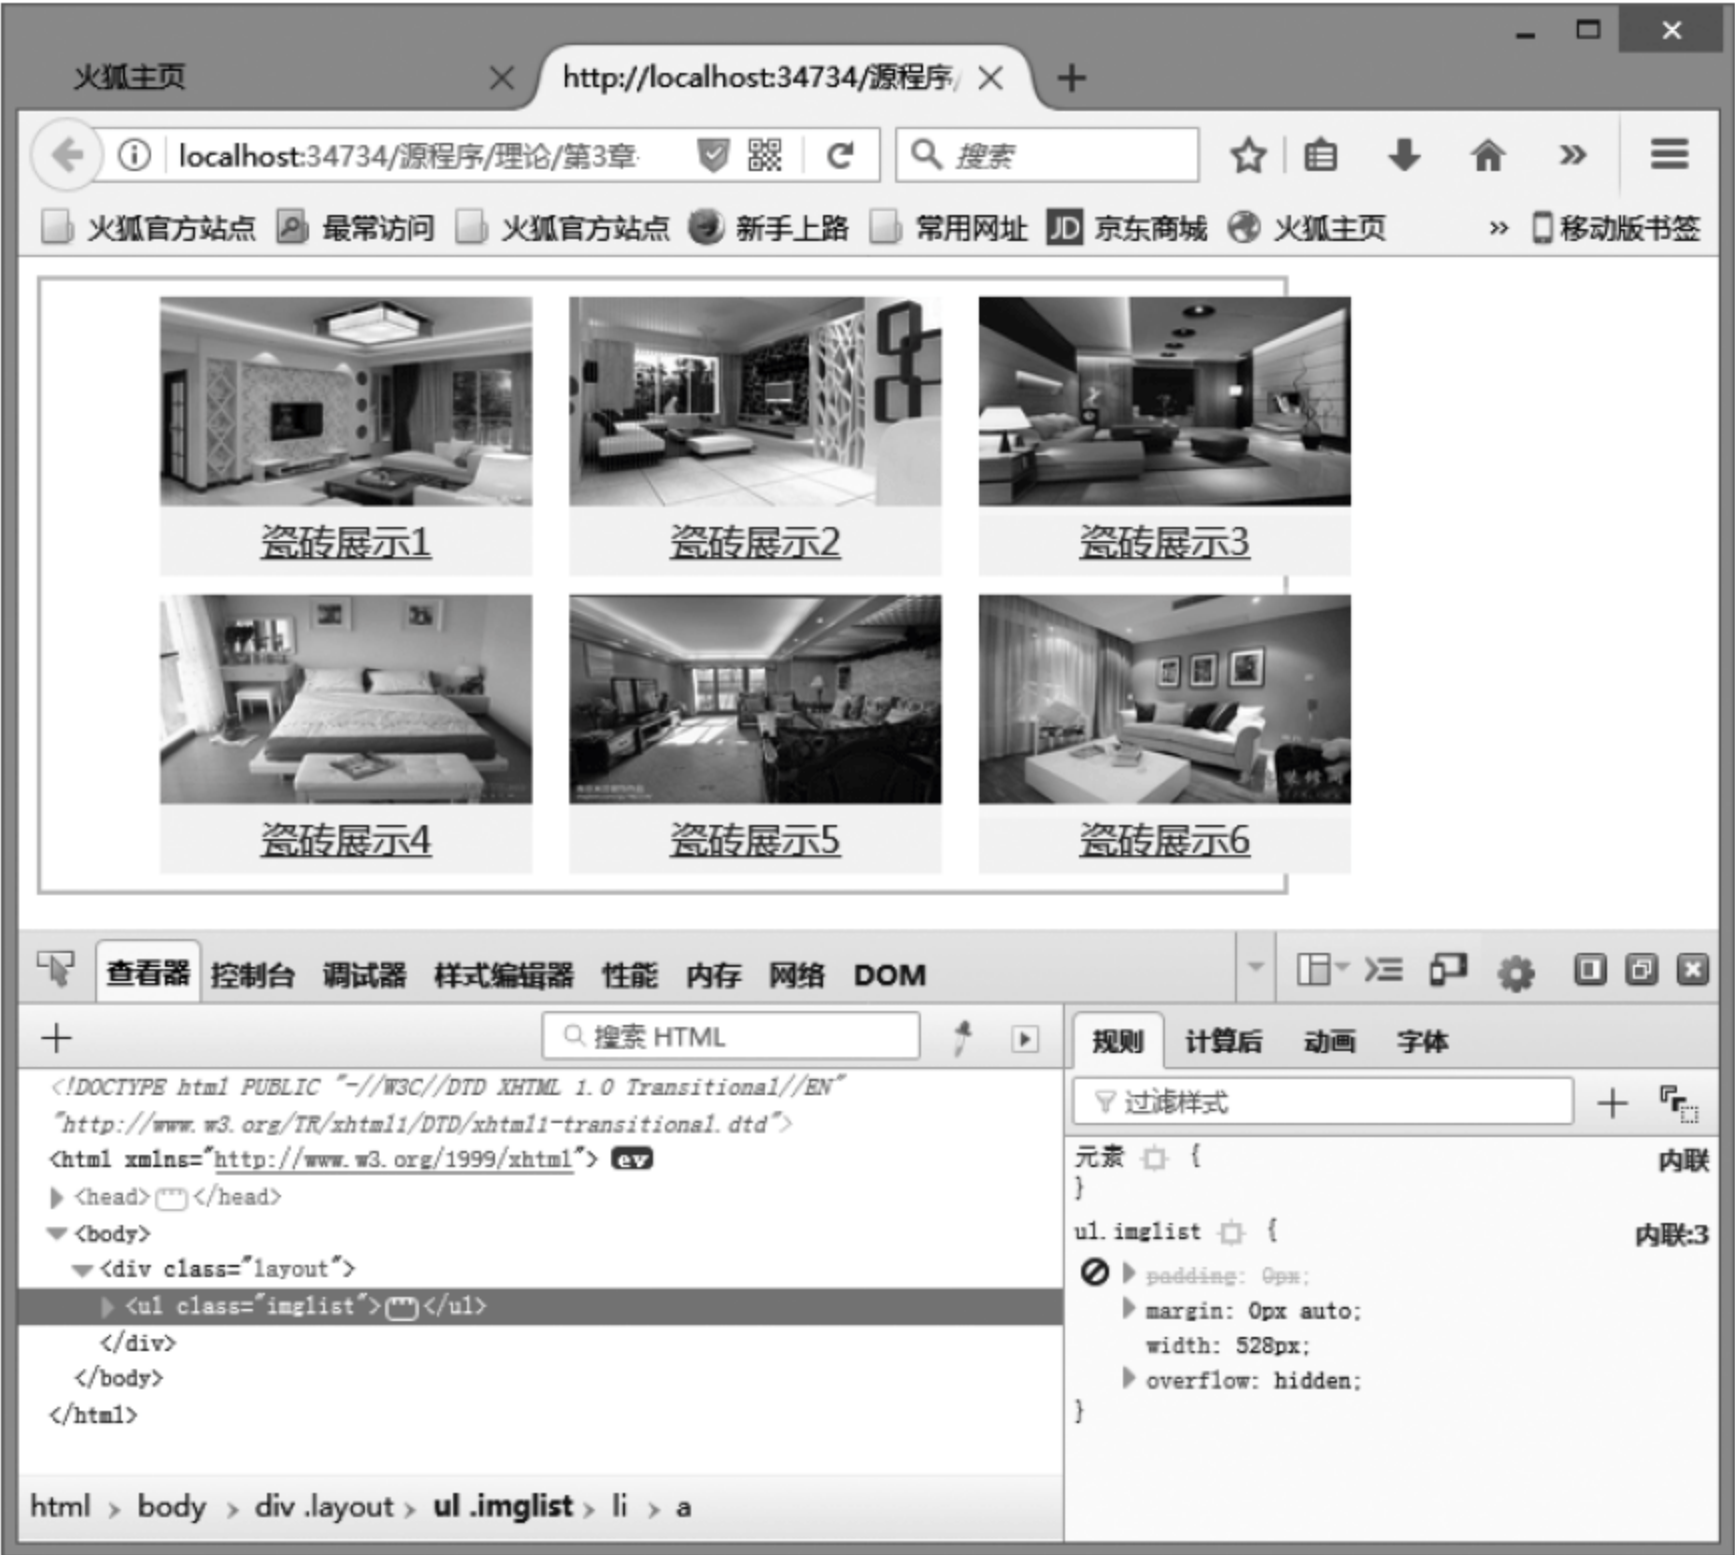 火狐主页
http://localhost:34734/源程序/
localhost:34734/源程序/理论/第3章
搜索
火狐官方站点 最常访问 火狐官方站点 新手上路 常用网址 JD 京东商城 火狐主页 » 移动版书签
瓷砖展示1 瓷砖展示2 瓷砖展示3
瓷砖展示4 瓷砖展示5 瓷砖展示6
查看器 控制台 调试器 样式编辑器 性能 内存 网络 DOM
搜索 HTML
<!DOCTYPE html PUBLIC "-//W3C//DTD XHTML 1.0 Transitional//EN"
"http://www.w3.org/TR/xhtml1/DTD/xhtml1-transitional.dtd">
<html xmlns="http://www.w3.org/1999/xhtml"> ev
<head></head>
<body>
<div class="layout">
<ul class="imglist"></ul>
</div>
</body>
</html>
html > body > div .layout > ul .imglist > li > a
规则 计算后 动画 字体
过滤样式
元素 { 内联
}
ul.imglist { 内联:3
padding: 0px;
margin: 0px auto;
width: 528px;
overflow: hidden;
}